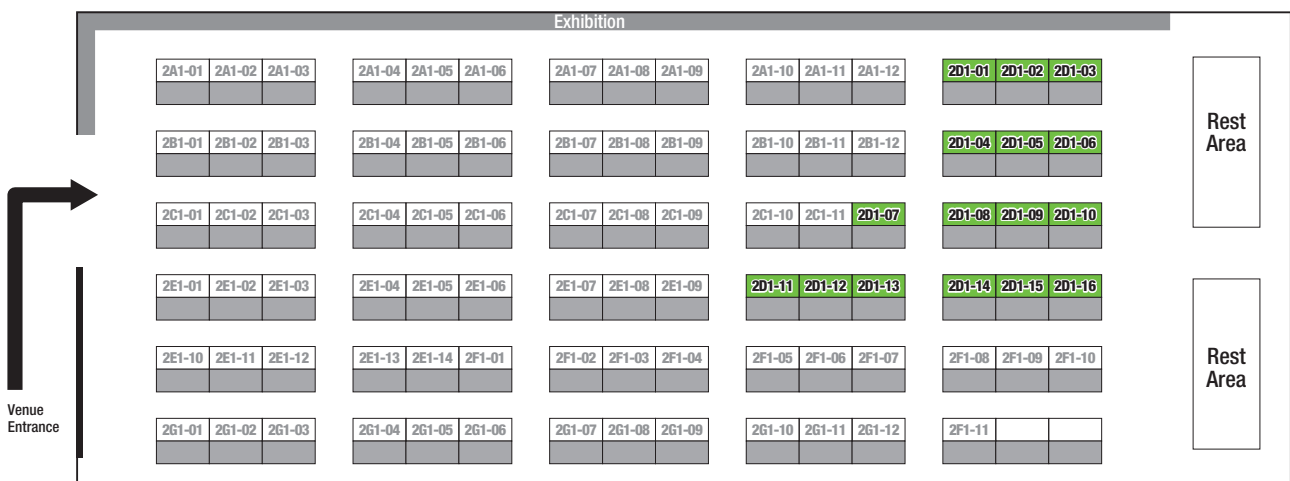 Exhibition
2A1-01 2A1-02 2A1-03 2A1-04 2A1-05 2A1-06 2A1-07 2A1-08 2A1-09 2A1-10 2A1-11 2A1-12 2D1-01 2D1-02 2D1-03
2B1-01 2B1-02 2B1-03 2B1-04 2B1-05 2B1-06 2B1-07 2B1-08 2B1-09 2B1-10 2B1-11 2B1-12 2D1-04 2D1-05 2D1-06
Rest
Area
2C1-01 2C1-02 2C1-03 2C1-04 2C1-05 2C1-06 2C1-07 2C1-08 2C1-09 2C1-10 2C1-11 2D1-07 2D1-08 2D1-09 2D1-10
2E1-01 2E1-02 2E1-03 2E1-04 2E1-05 2E1-06 2E1-07 2E1-08 2E1-09 2D1-11 2D1-12 2D1-13 2D1-14 2D1-15 2D1-16
2E1-10 2E1-11 2E1-12 2E1-13 2E1-14 2F1-01 2F1-02 2F1-03 2F1-04 2F1-05 2F1-06 2F1-07 2F1-08 2F1-09 2F1-10
Rest
Area
Venue
Entrance
2G1-01 2G1-02 2G1-03 2G1-04 2G1-05 2G1-06 2G1-07 2G1-08 2G1-09 2G1-10 2G1-11 2G1-12 2F1-11